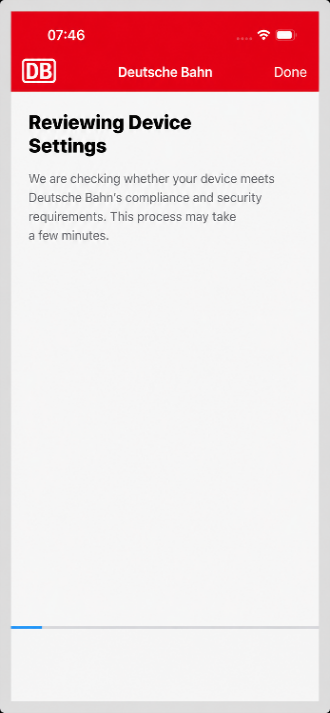 07:46
DB
Deutsche Bahn
Done
Reviewing Device
Settings
We are checking whether your device meets
Deutsche Bahn's compliance and security
requirements. This process may take
a few minutes.